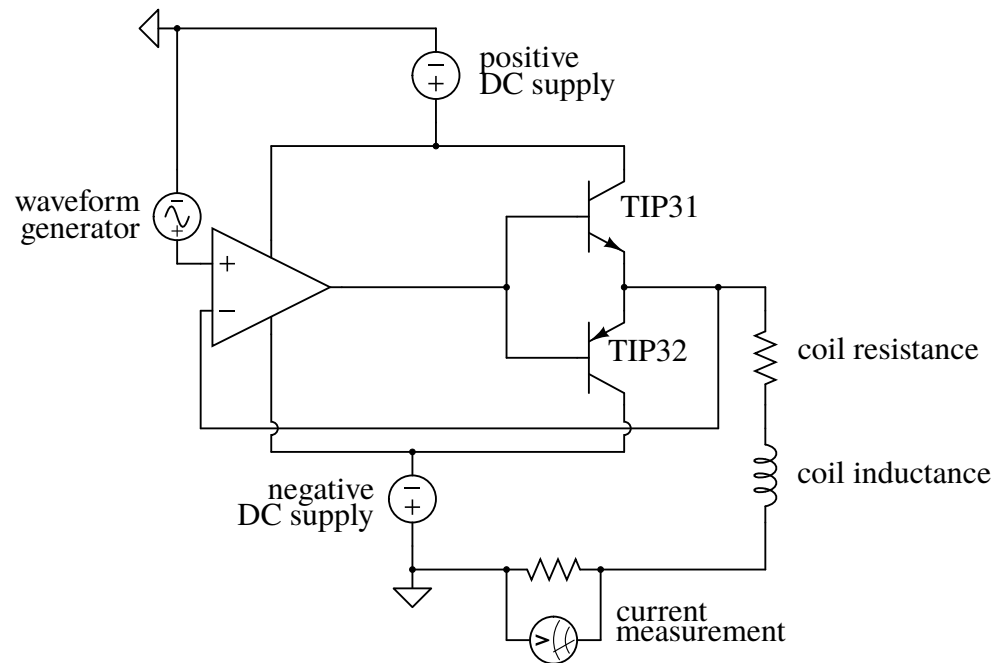 positive
DC supply
waveform
generator
TIP31
TIP32
coil resistance
coil inductance
negative
DC supply
current
measurement
V